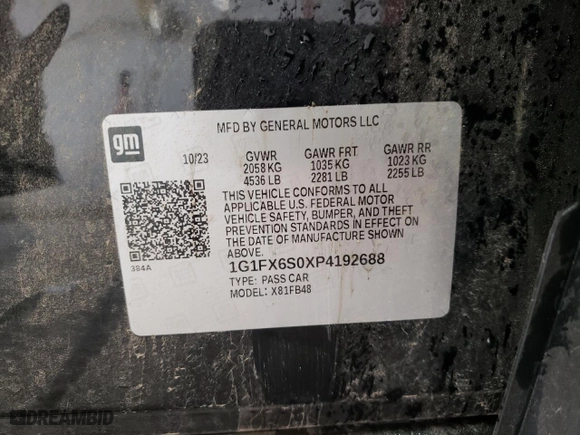 gm
MFD BY GENERAL MOTORS LLC
10/23 GVWR GAWR FRT GAWR RR
2058 KG 1035 KG 1023 KG
4536 LB 2281 LB 2255 LB
THIS VEHICLE CONFORMS TO ALL
APPLICABLE U.S. FEDERAL MOTOR
VEHICLE SAFETY, BUMPER, AND THEFT
PREVENTION STANDARDS IN EFFECT ON
THE DATE OF MANUFACTURE SHOWN
ABOVE.
384A
1G1FX6S0XP4192688
TYPE: PASS CAR
MODEL: X81FB48
DREAMBID